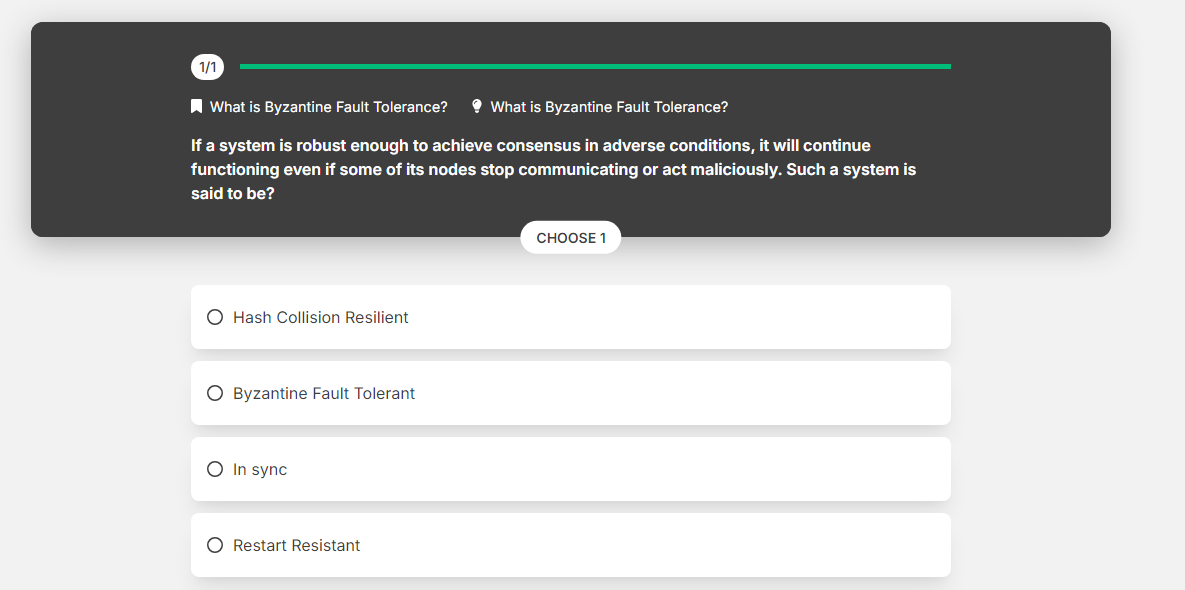 1/1
What is Byzantine Fault Tolerance? What is Byzantine Fault Tolerance?
If a system is robust enough to achieve consensus in adverse conditions, it will continue
functioning even if some of its nodes stop communicating or act maliciously. Such a system is
said to be?
CHOOSE 1
Hash Collision Resilient
Byzantine Fault Tolerant
In sync
Restart Resistant